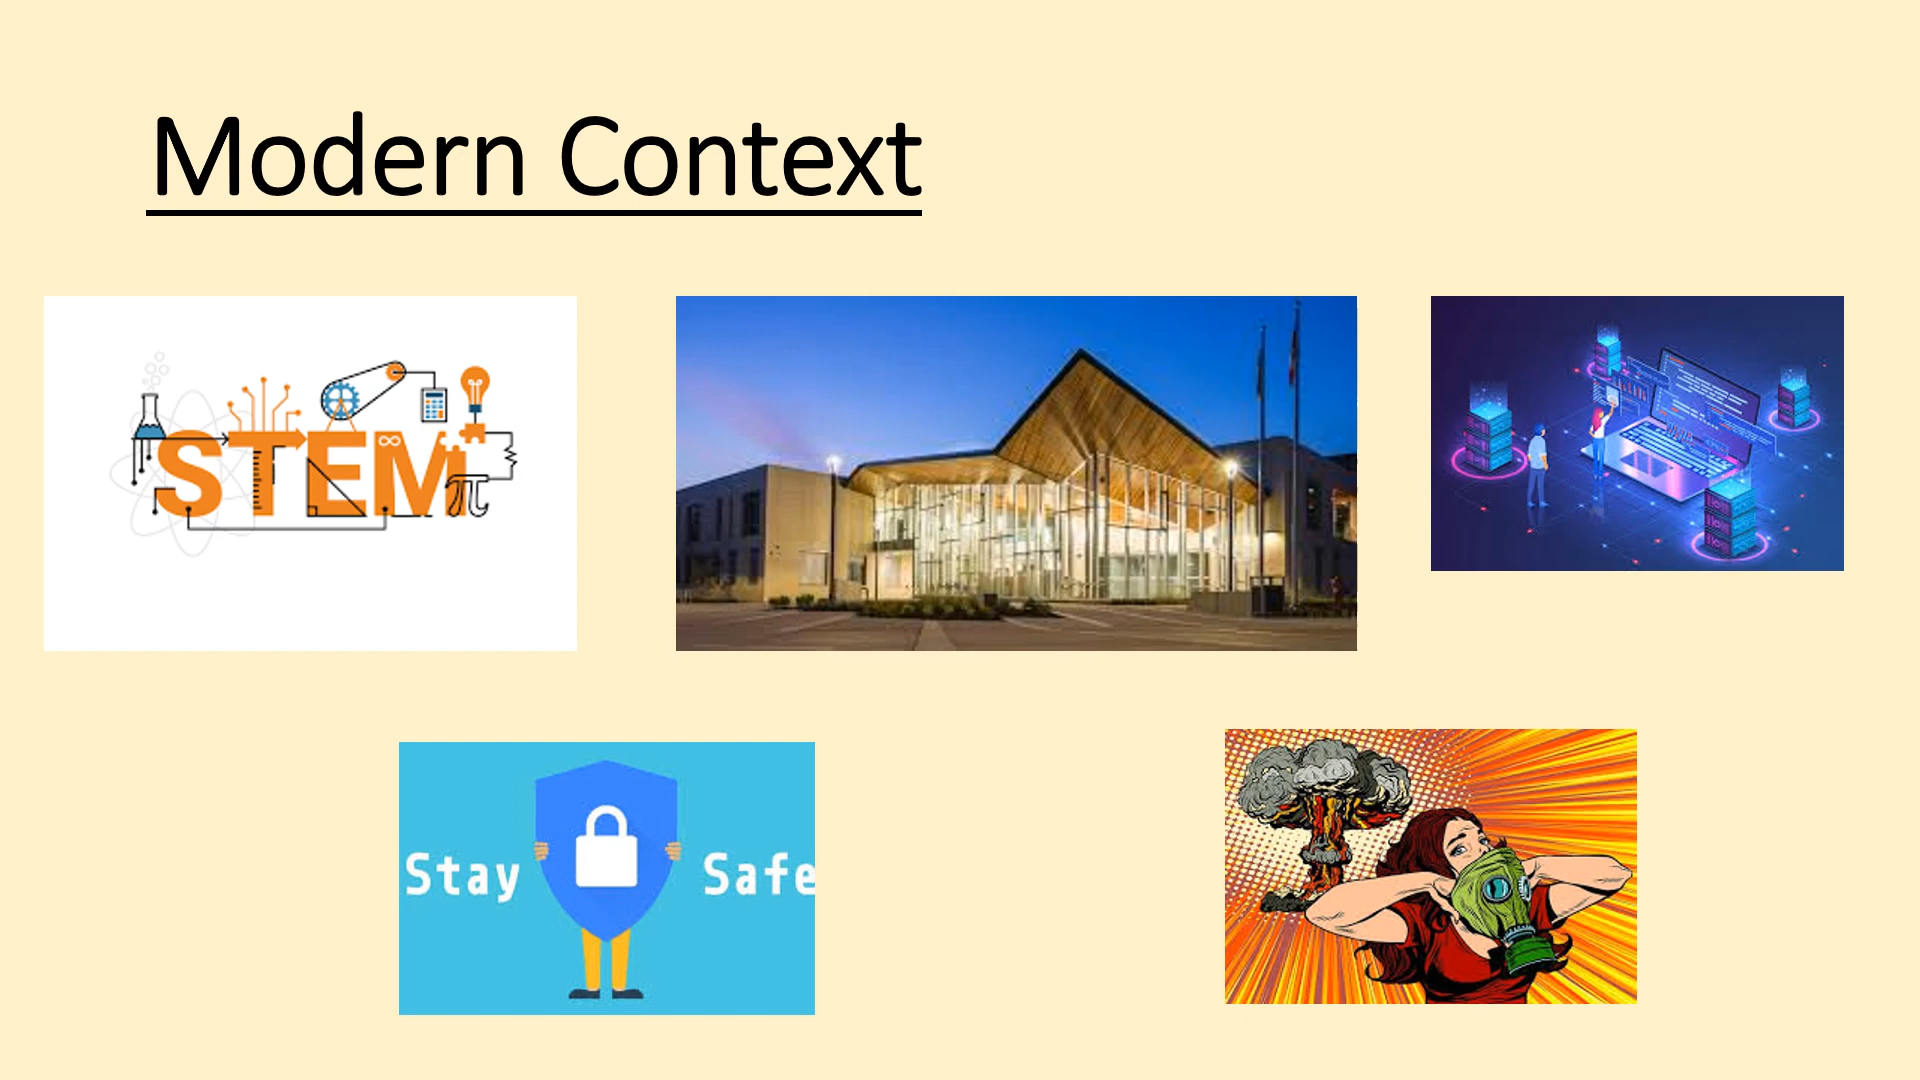 Modern Context
STEM
π
∞
Stay Safe